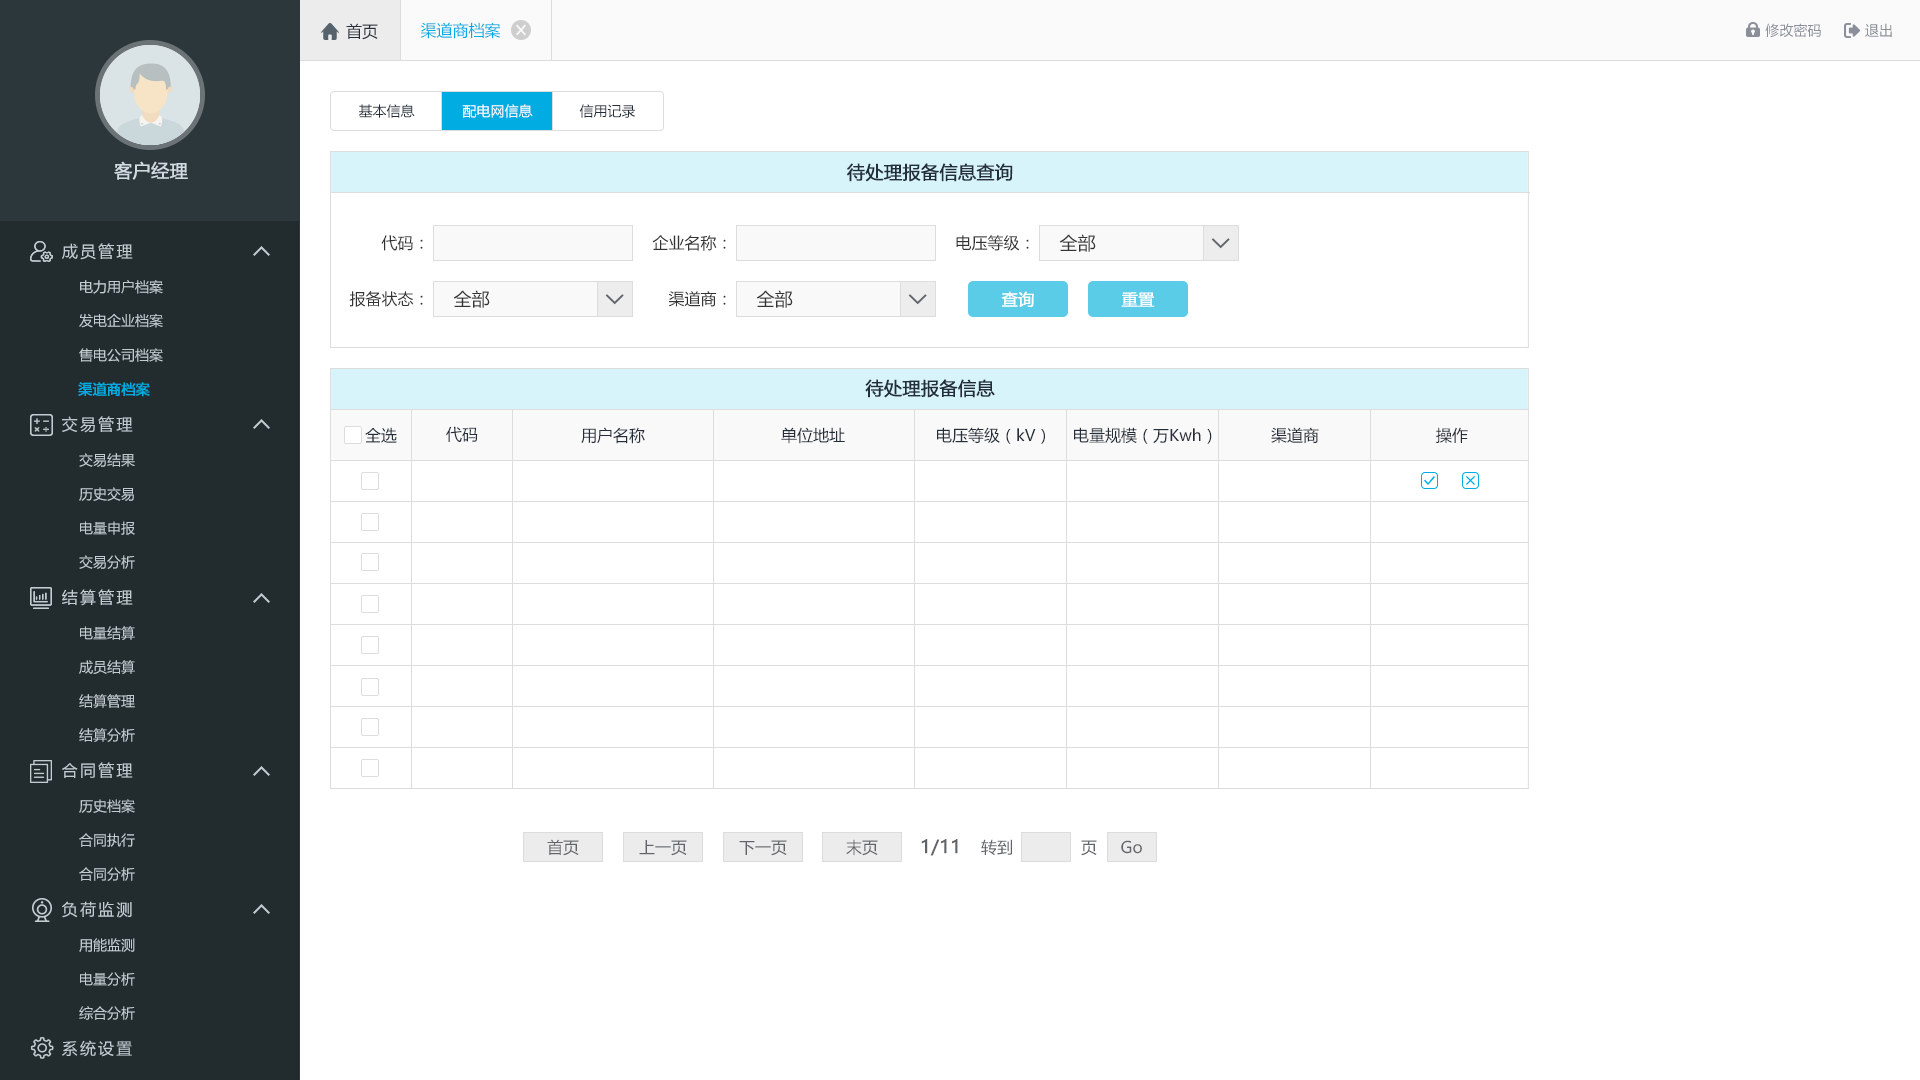 首页
渠道商档案
修改密码
退出
客户经理
成员管理
电力用户档案
发电企业档案
售电公司档案
渠道商档案
交易管理
交易结果
历史交易
电量申报
交易分析
结算管理
电量结算
成员结算
结算管理
结算分析
合同管理
历史档案
合同执行
合同分析
负荷监测
用能监测
电量分析
综合分析
系统设置
基本信息 配电网信息 信用记录
待处理报备信息查询
代码： 企业名称： 电压等级： 全部
报备状态： 全部 渠道商： 全部 查询 重置
待处理报备信息
全选 代码 用户名称 单位地址 电压等级（kV） 电量规模（万Kwh） 渠道商 操作
首页 上一页 下一页 末页 1/11 转到 页 Go